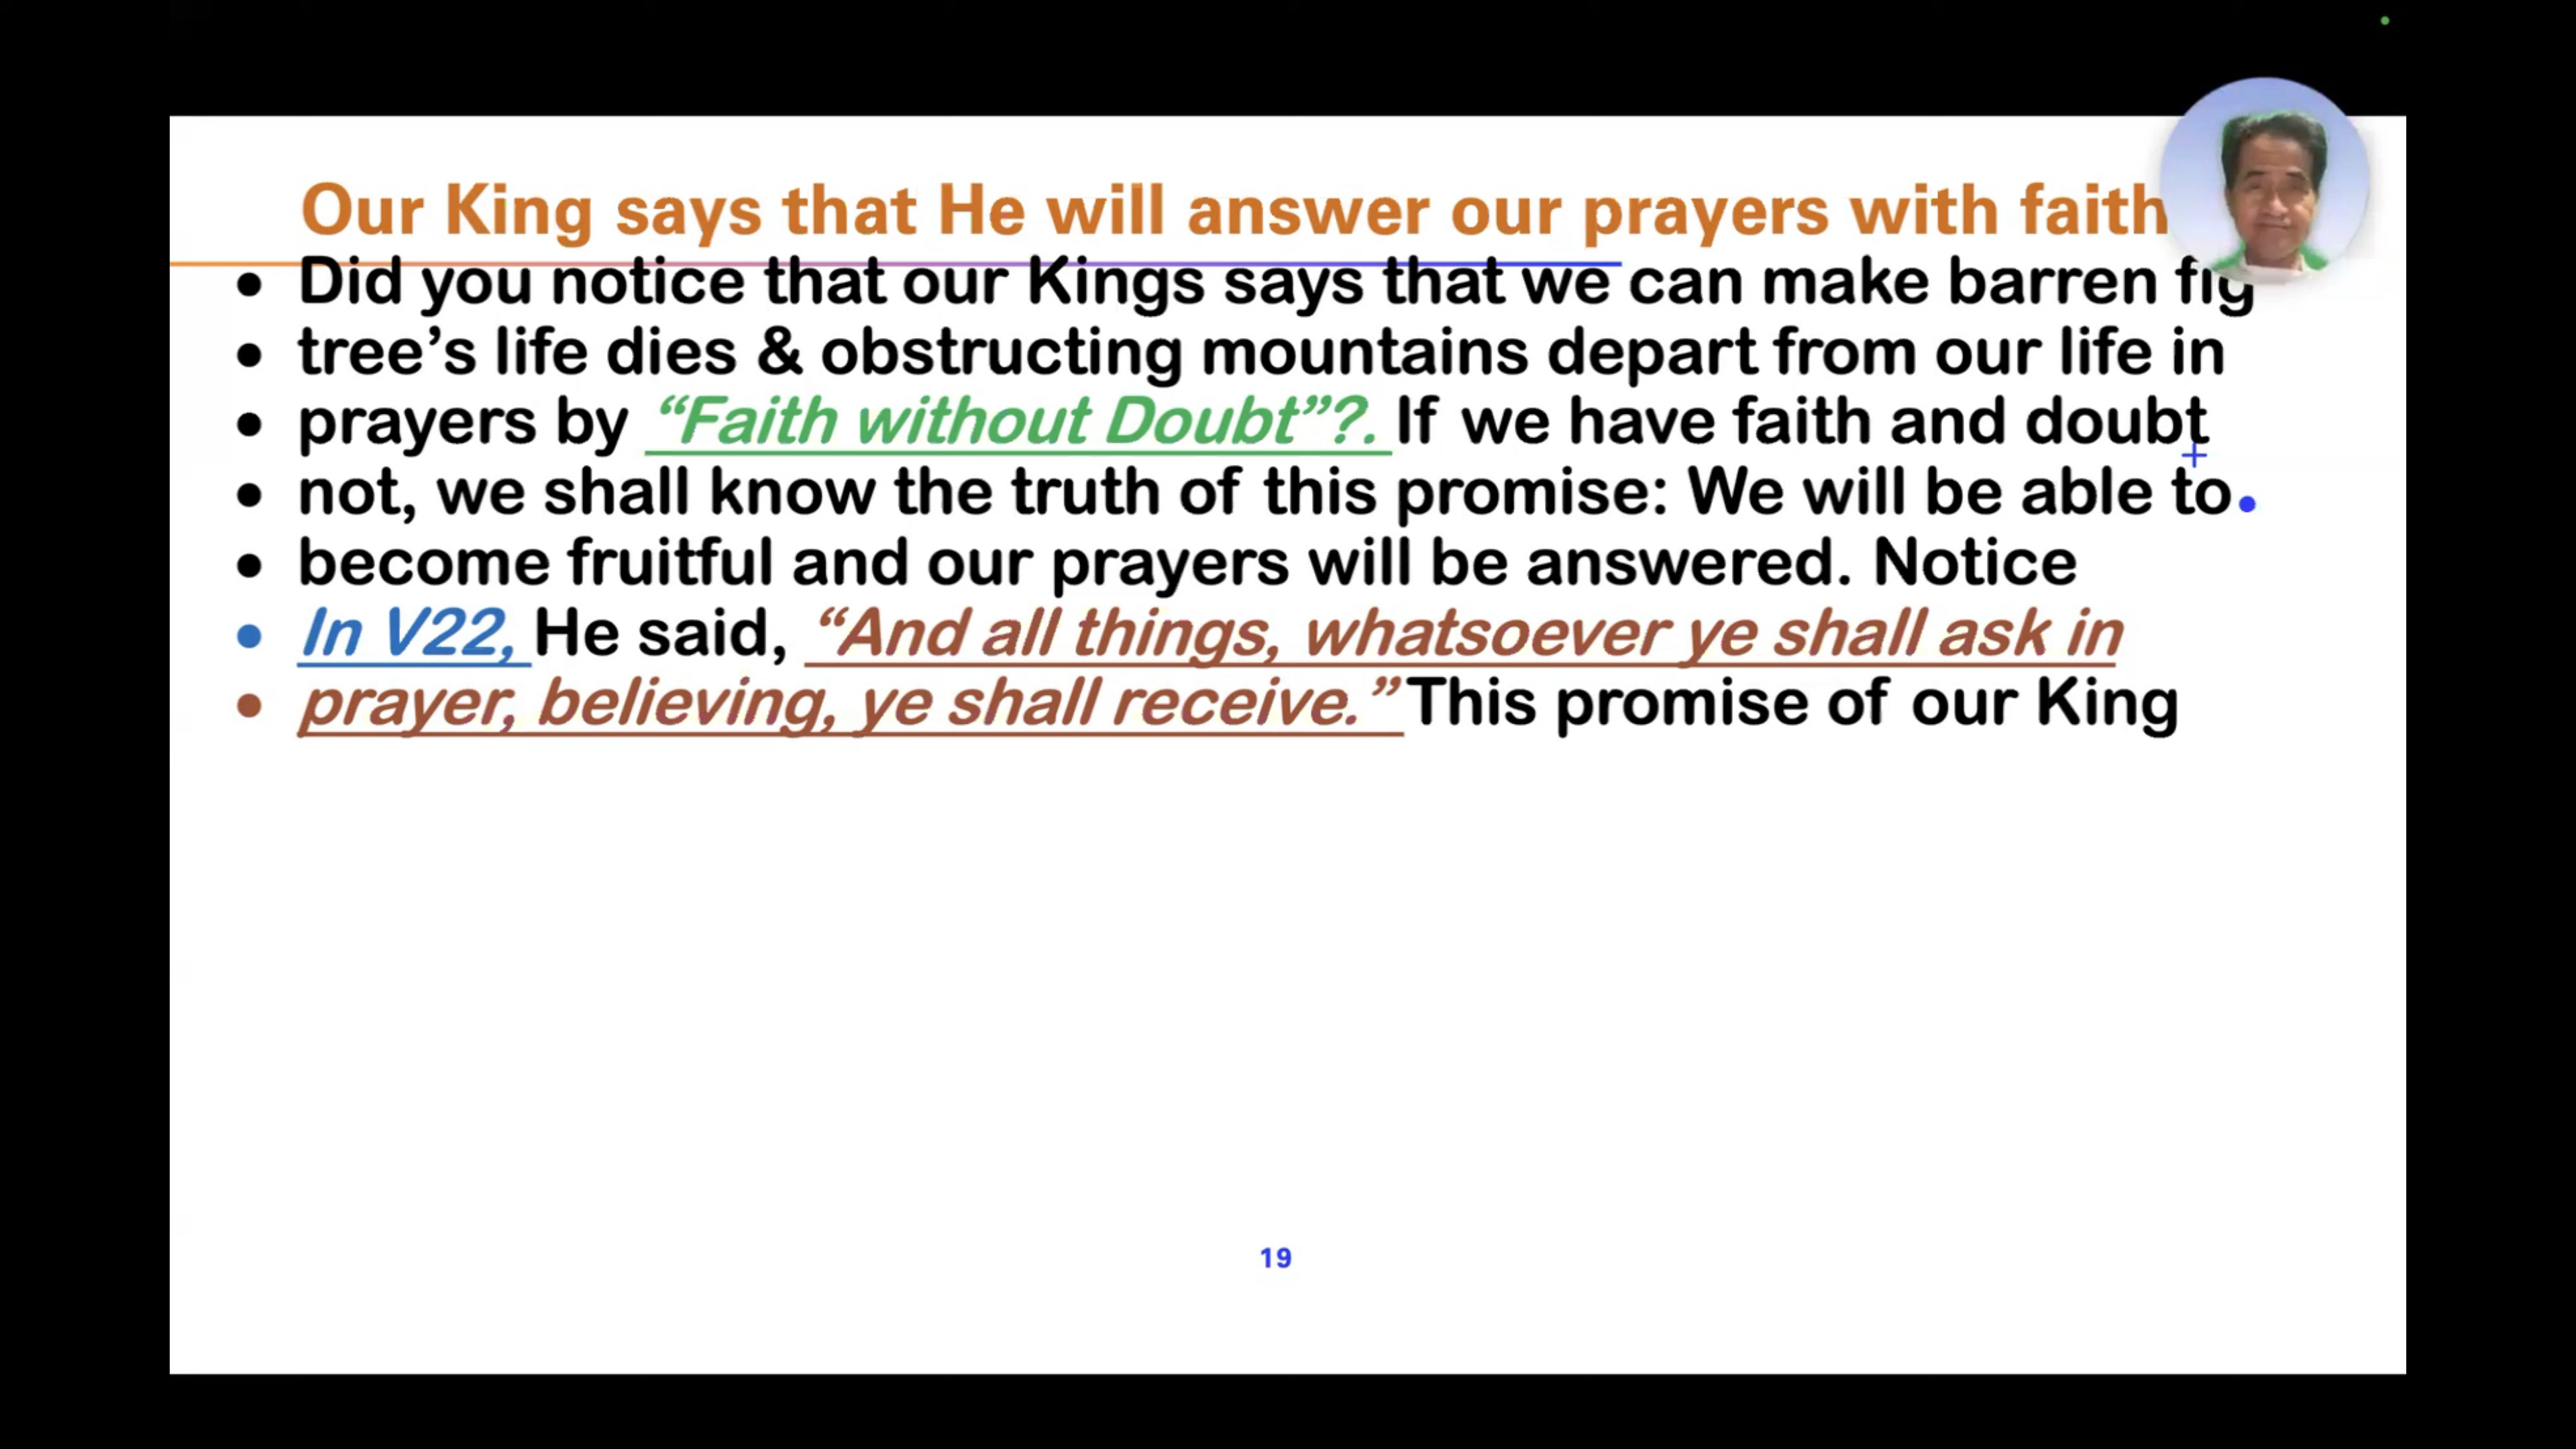 Our King says that He will answer our prayers with faith
• Did you notice that our Kings says that we can make barren fig
• tree’s life dies & obstructing mountains depart from our life in
• prayers by “Faith without Doubt”?. If we have faith and doubt
• not, we shall know the truth of this promise: We will be able to
• become fruitful and our prayers will be answered. Notice
• In V22, He said, “And all things, whatsoever ye shall ask in
• prayer, believing, ye shall receive.” This promise of our King
19